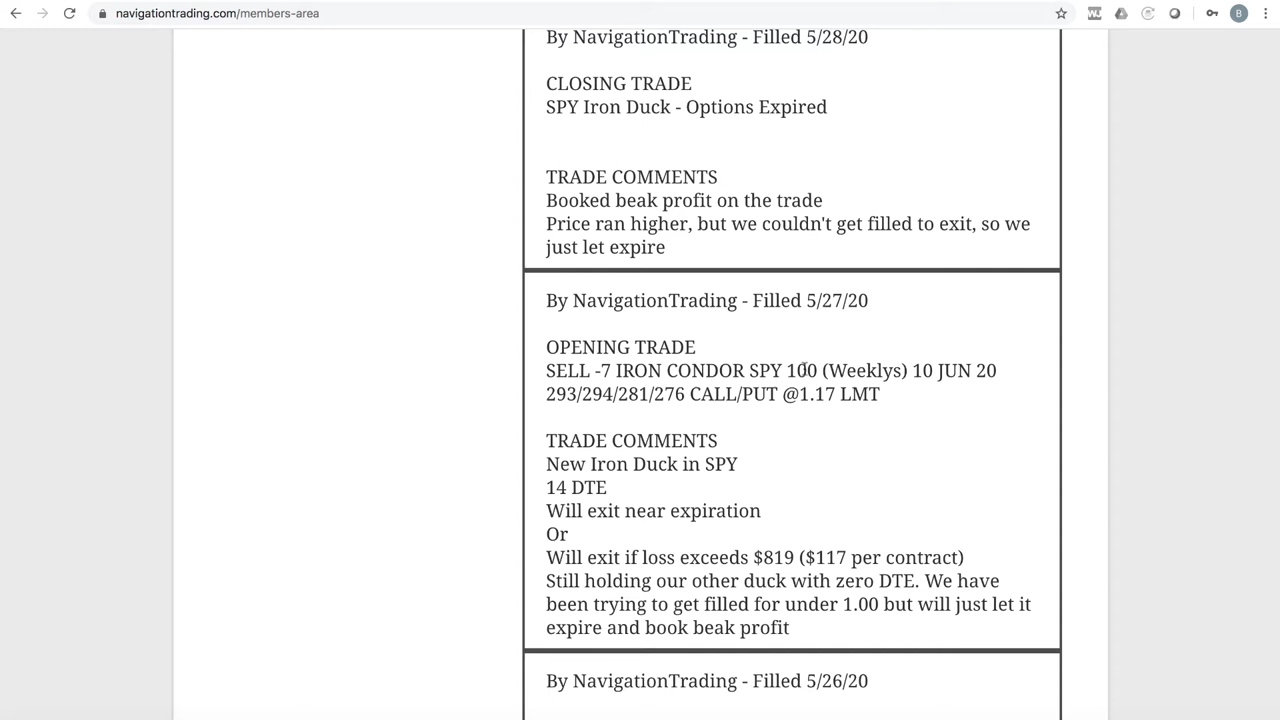 navigationtrading.com/members-area
B
By NavigationTrading - Filled 5/28/20
CLOSING TRADE
SPY Iron Duck - Options Expired
TRADE COMMENTS
Booked beak profit on the trade
Price ran higher, but we couldn't get filled to exit, so we
just let expire
By NavigationTrading - Filled 5/27/20
OPENING TRADE
SELL -7 IRON CONDOR SPY 100 (Weeklys) 10 JUN 20
293/294/281/276 CALL/PUT @1.17 LMT
TRADE COMMENTS
New Iron Duck in SPY
14 DTE
Will exit near expiration
Or
Will exit if loss exceeds $819 ($117 per contract)
Still holding our other duck with zero DTE. We have
been trying to get filled for under 1.00 but will just let it
expire and book beak profit
By NavigationTrading - Filled 5/26/20